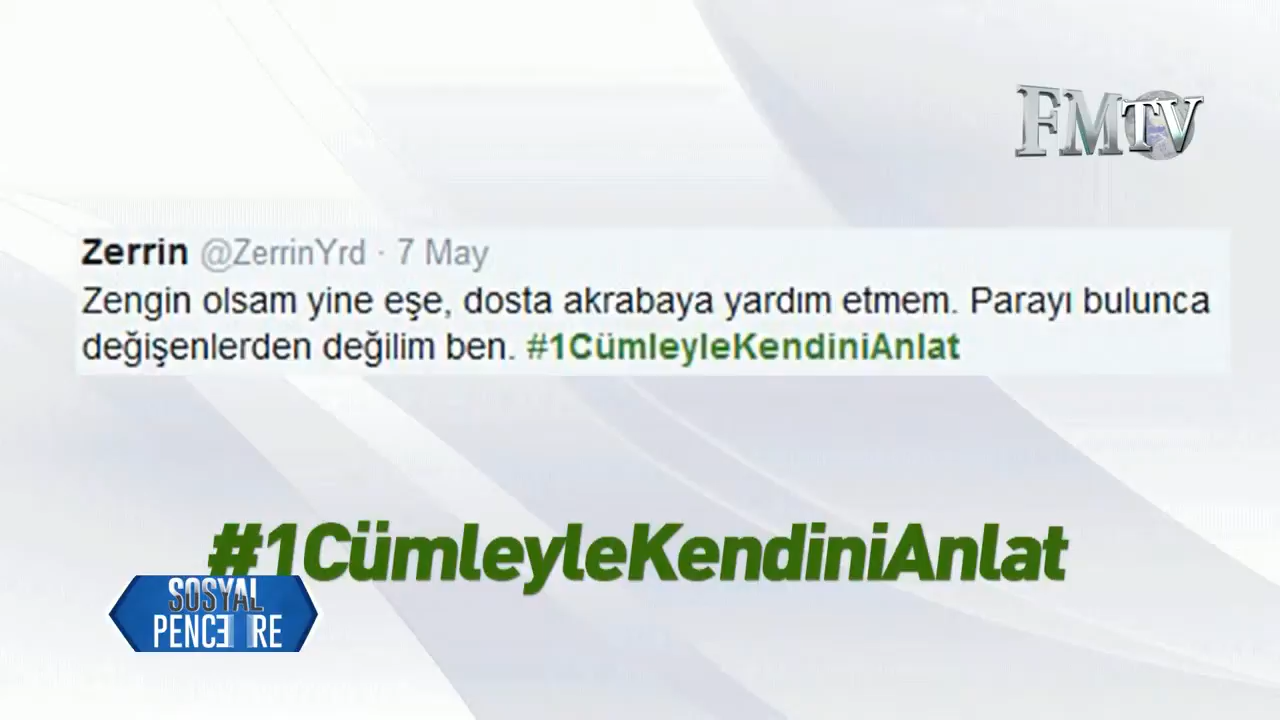 FMTV
Zerrin @ZerrinYrd · 7 May
Zengin olsam yine eşe, dosta akrabaya yardım etmem. Parayı bulunca
değişenlerden değilim ben. #1CümleyleKendiniAnlat
#1CümleyleKendiniAnlat
SOSYAL
PENCERE